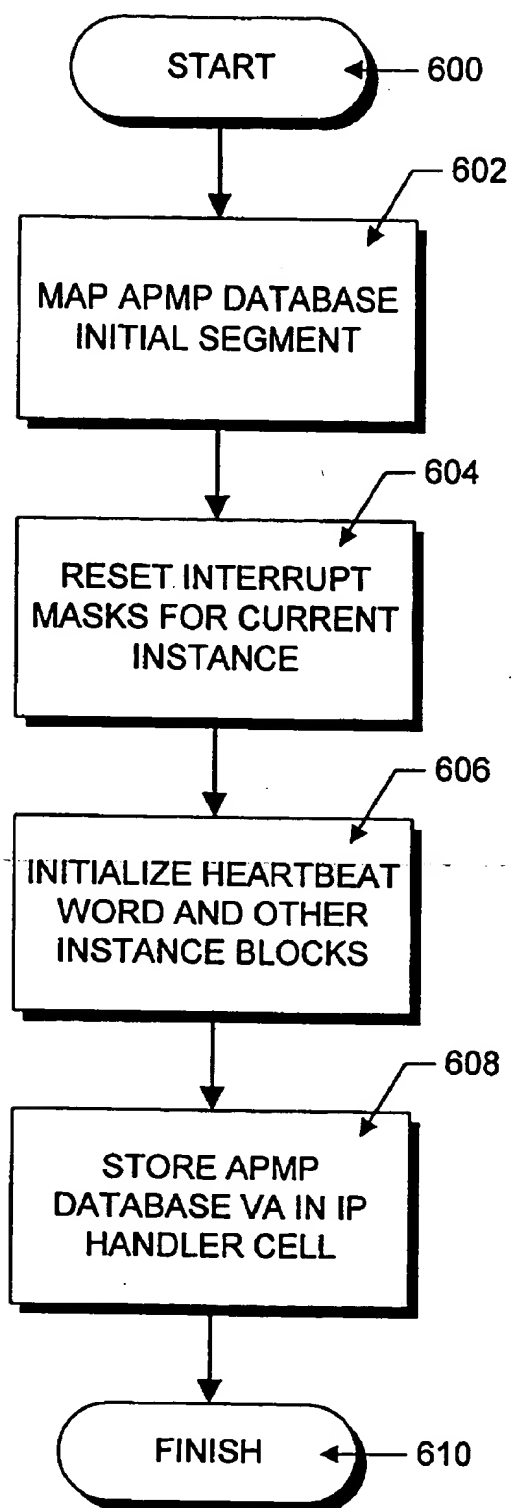 START
600
602
MAP APMP DATABASE
INITIAL SEGMENT
604
RESET INTERRUPT
MASKS FOR CURRENT
INSTANCE
606
INITIALIZE HEARTBEAT
WORD AND OTHER
INSTANCE BLOCKS
608
STORE APMP
DATABASE VA IN IP
HANDLER CELL
FINISH
610